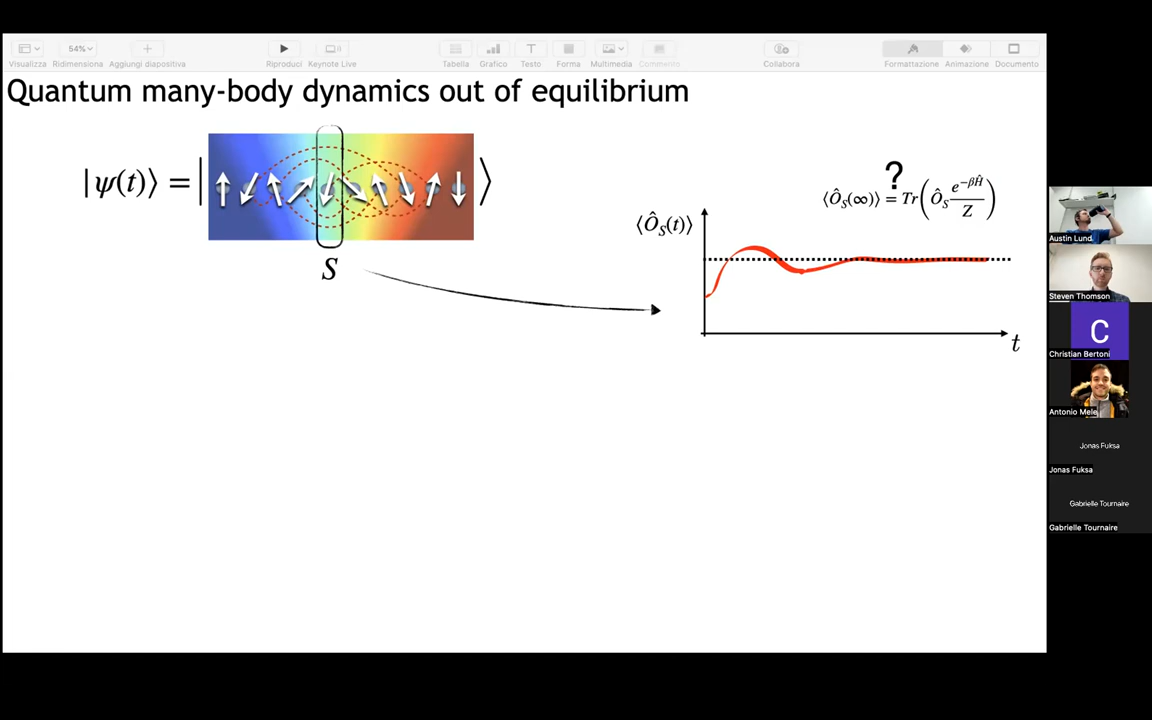 54%
Visualizza Ridimensiona Aggiungi diapositiva Riproduci Keynote Live Tabella Grafico Testo Forma Multimedia Commento Collabora Formattazione Animazione Documento
Quantum many-body dynamics out of equilibrium
|ψ(t)⟩ = | ⟩
S
⟨Ô_S(t)⟩
?
⟨Ô_S(∞)⟩ = Tr(Ô_S e^{-βĤ}/Z)
t
Austin Lund
Steven Thomson
C
Christian Bertoni
Antonio Mele
Jonas Fuksa
Jonas Fuksa
Gabrielle Tournaire
Gabrielle Tournaire